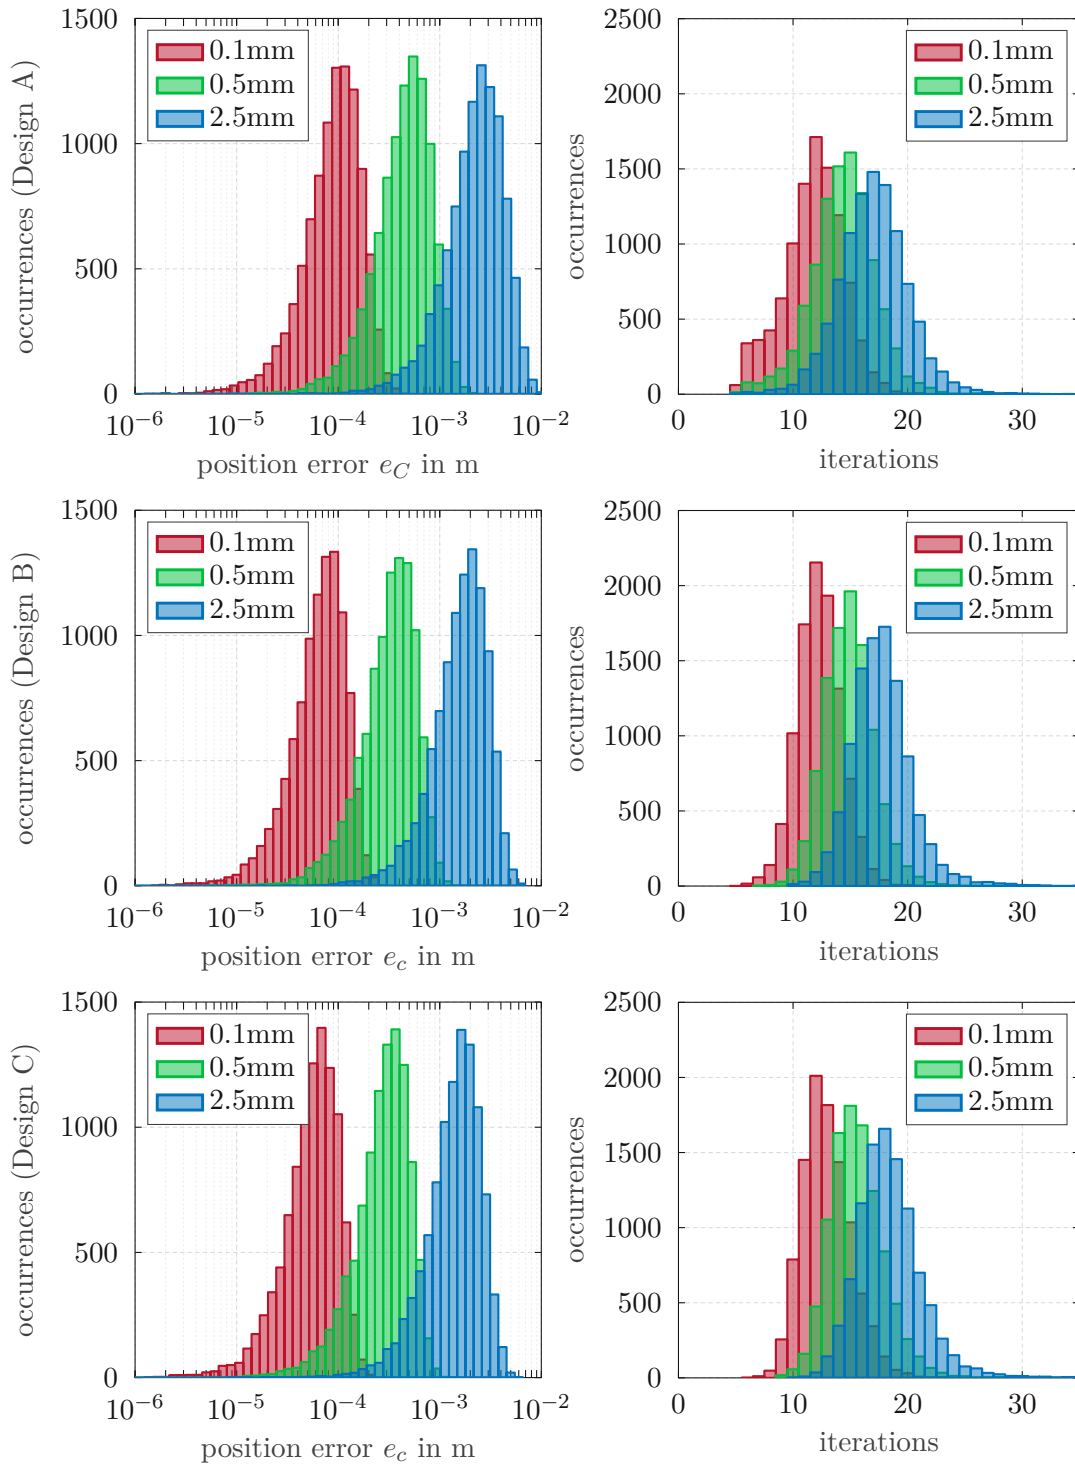 occurrences (Design A)
1500
1000
500
0
0.1mm
0.5mm
2.5mm
10⁻⁶ 10⁻⁵ 10⁻⁴ 10⁻³ 10⁻²
position error e_C in m
occurrences
2500
2000
1500
1000
500
0
0.1mm
0.5mm
2.5mm
0 10 20 30
iterations
occurrences (Design B)
1500
1000
500
0
0.1mm
0.5mm
2.5mm
10⁻⁶ 10⁻⁵ 10⁻⁴ 10⁻³ 10⁻²
position error e_c in m
occurrences
2500
2000
1500
1000
500
0
0.1mm
0.5mm
2.5mm
0 10 20 30
iterations
occurrences (Design C)
1500
1000
500
0
0.1mm
0.5mm
2.5mm
10⁻⁶ 10⁻⁵ 10⁻⁴ 10⁻³ 10⁻²
position error e_c in m
occurrences
2500
2000
1500
1000
500
0
0.1mm
0.5mm
2.5mm
0 10 20 30
iterations